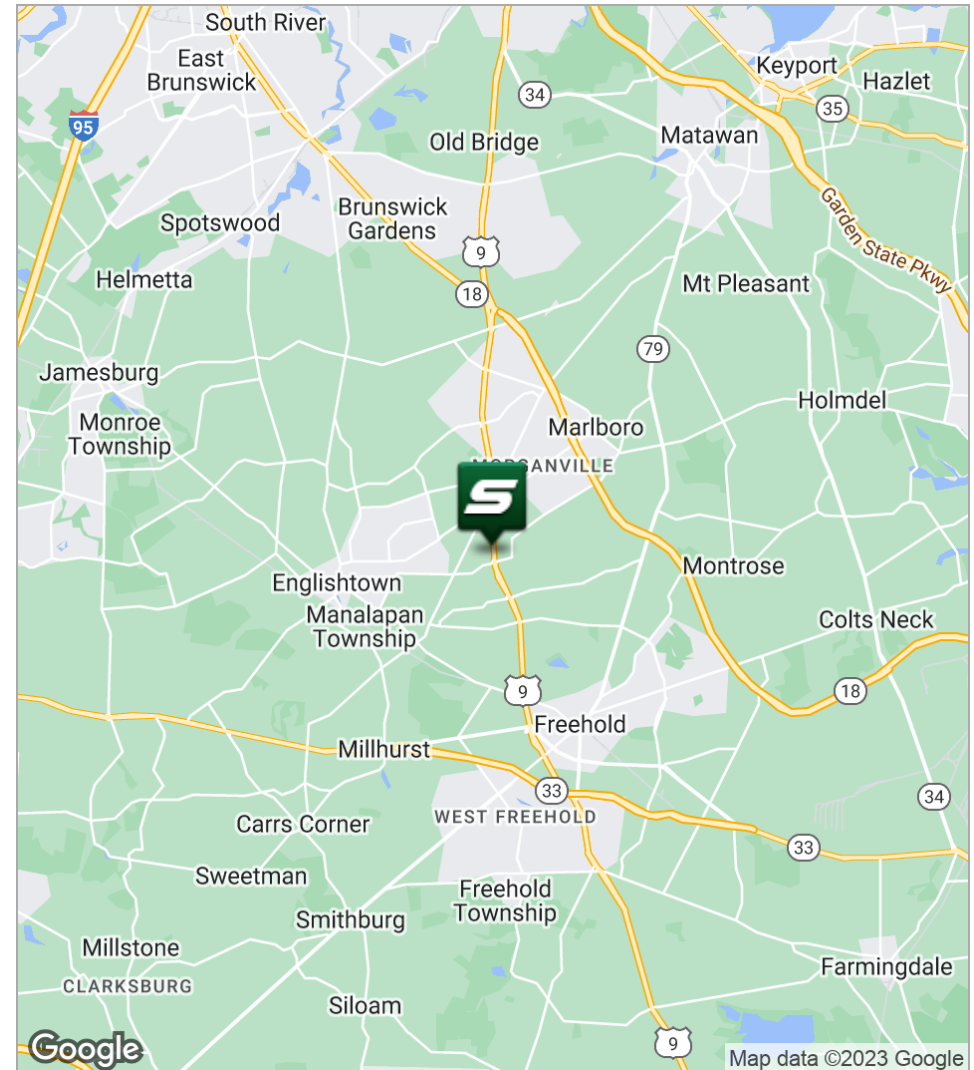 South River
East
Brunswick
Keyport
Hazlet
34
35
95
Old Bridge
Matawan
Garden State Pkwy
Spotswood
Brunswick
Gardens
9
Helmetta
18
Mt Pleasant
79
Jamesburg
Holmdel
Monroe
Township
Marlboro
MORGANVILLE
S
Englishtown
Montrose
Manalapan
Township
Colts Neck
9
18
Freehold
Millhurst
33
34
WEST FREEHOLD
Carrs Corner
33
Sweetman
Freehold
Township
Smithburg
Millstone
Farmingdale
CLARKSBURG
Siloam
9
Google
Map data ©2023 Google